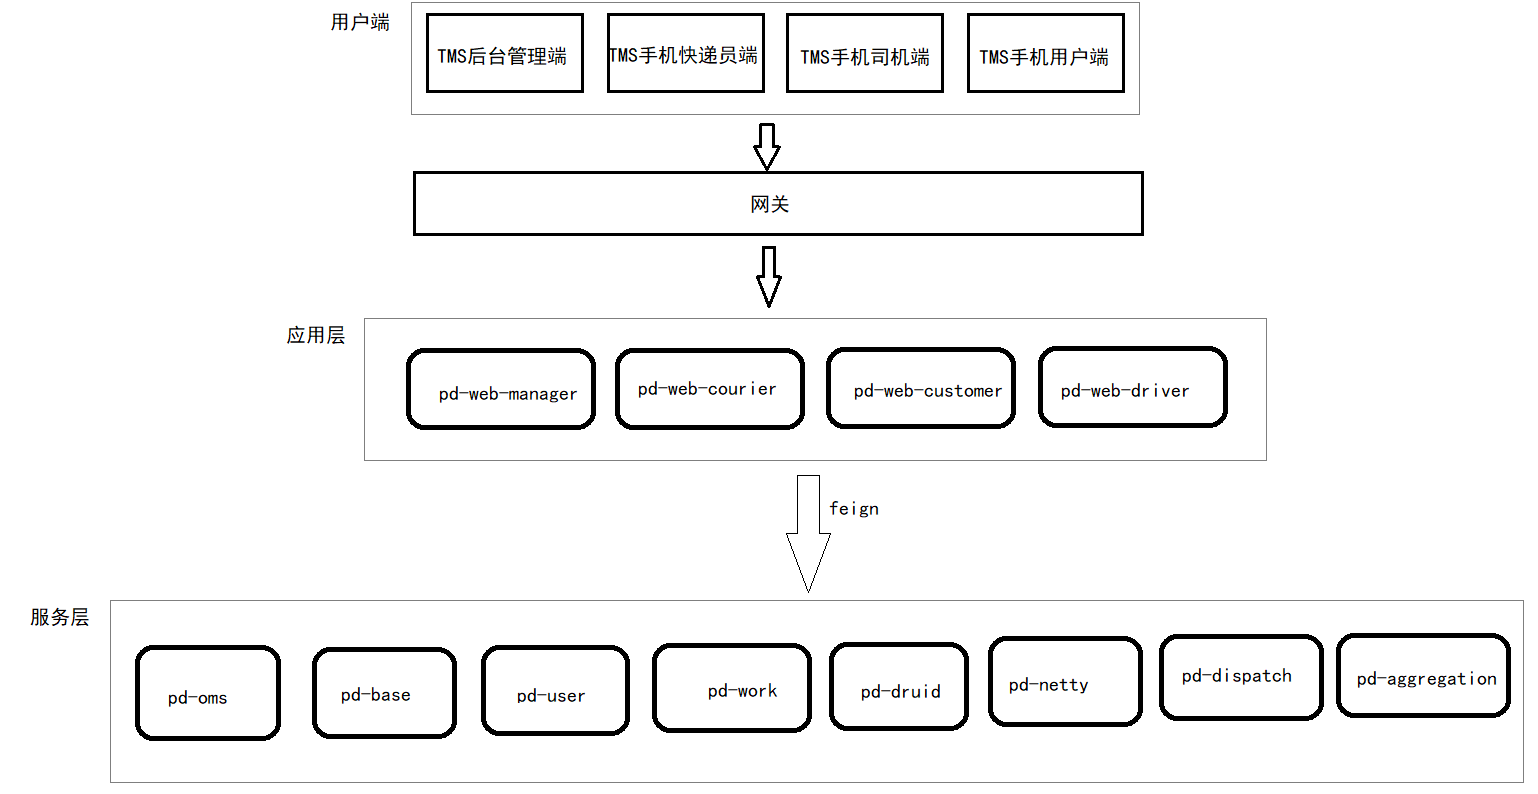 用户端
TMS后台管理端
TMS手机快递员端
TMS手机司机端
TMS手机用户端
网关
应用层
pd-web-manager
pd-web-courier
pd-web-customer
pd-web-driver
feign
服务层
pd-oms
pd-base
pd-user
pd-work
pd-druid
pd-netty
pd-dispatch
pd-aggregation